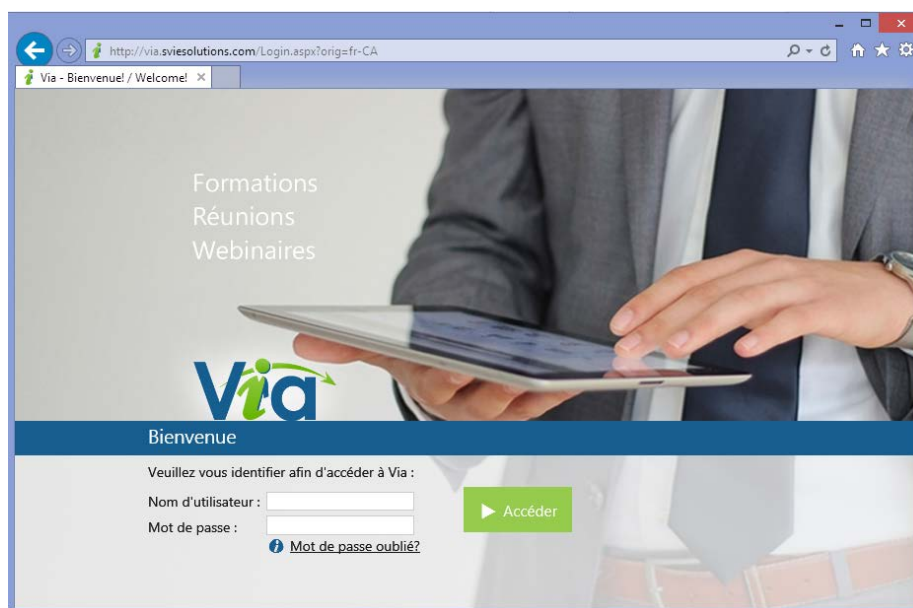 http://via.sviesolutions.com/Login.aspx?orig=fr-CA
Via - Bienvenue! / Welcome!
Formations
Réunions
Webinaires
Via
Bienvenue
Veuillez vous identifier afin d'accéder à Via :
Nom d'utilisateur :
Accéder
Mot de passe :
Mot de passe oublié?